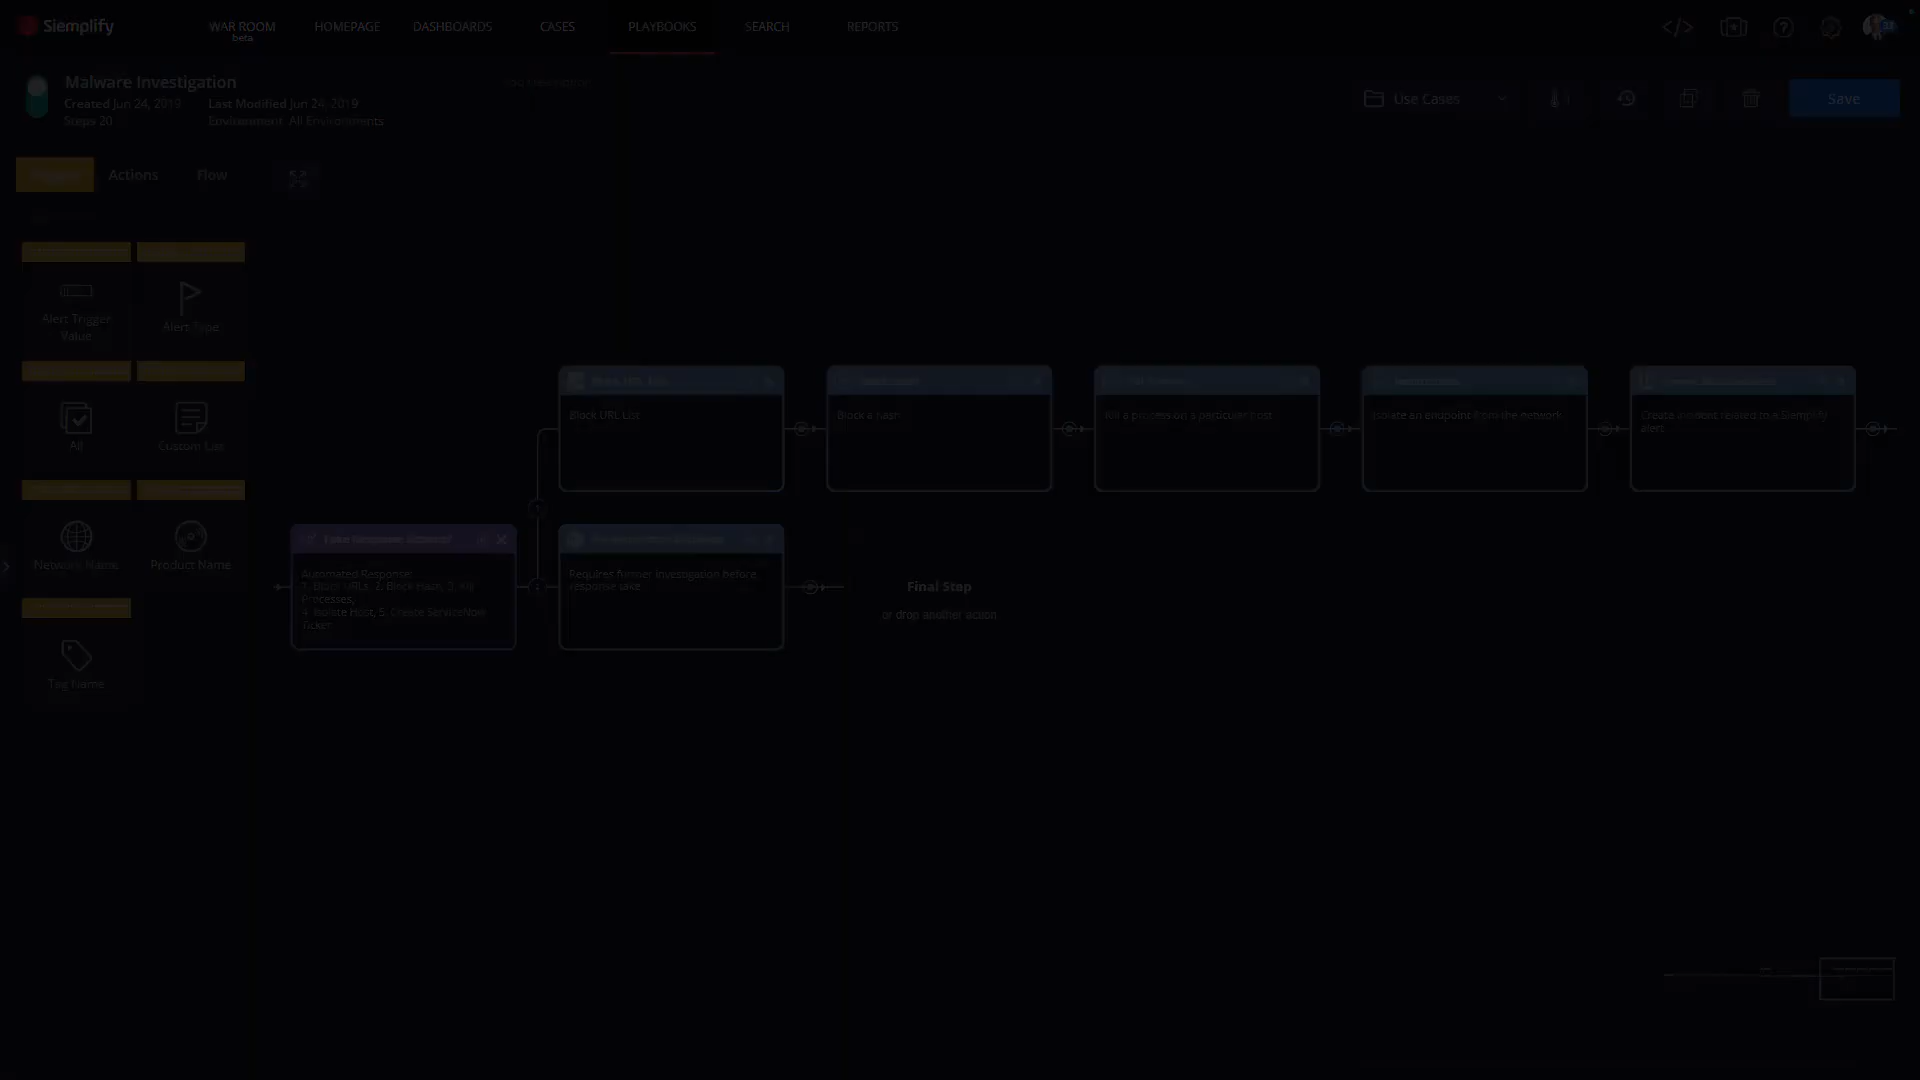 Siemplify
WAR ROOM
beta
HOMEPAGE
DASHBOARDS
CASES
PLAYBOOKS
SEARCH
REPORTS
Malware Investigation
Created Jun 24, 2019
Last Modified Jun 24, 2019
Steps 20
Environment All Environments
Use Cases
Save
Actions
Flow
Alert Trigger
Value
Alert Type
All
Custom List
Network Name
Product Name
Tag Name
Block URL List
Block a hash
Kill a process on a particular host
Isolate an endpoint from the network
Create incident related to a Siemplify
alert
Take Response Actions?
Automated Response:
1. Block URLs, 2. Block Hash, 3. Kill
Processes,
4. Isolate Host, 5. Create ServiceNow
Ticket
Requires further investigation before
response take
Final Step
or drop another action